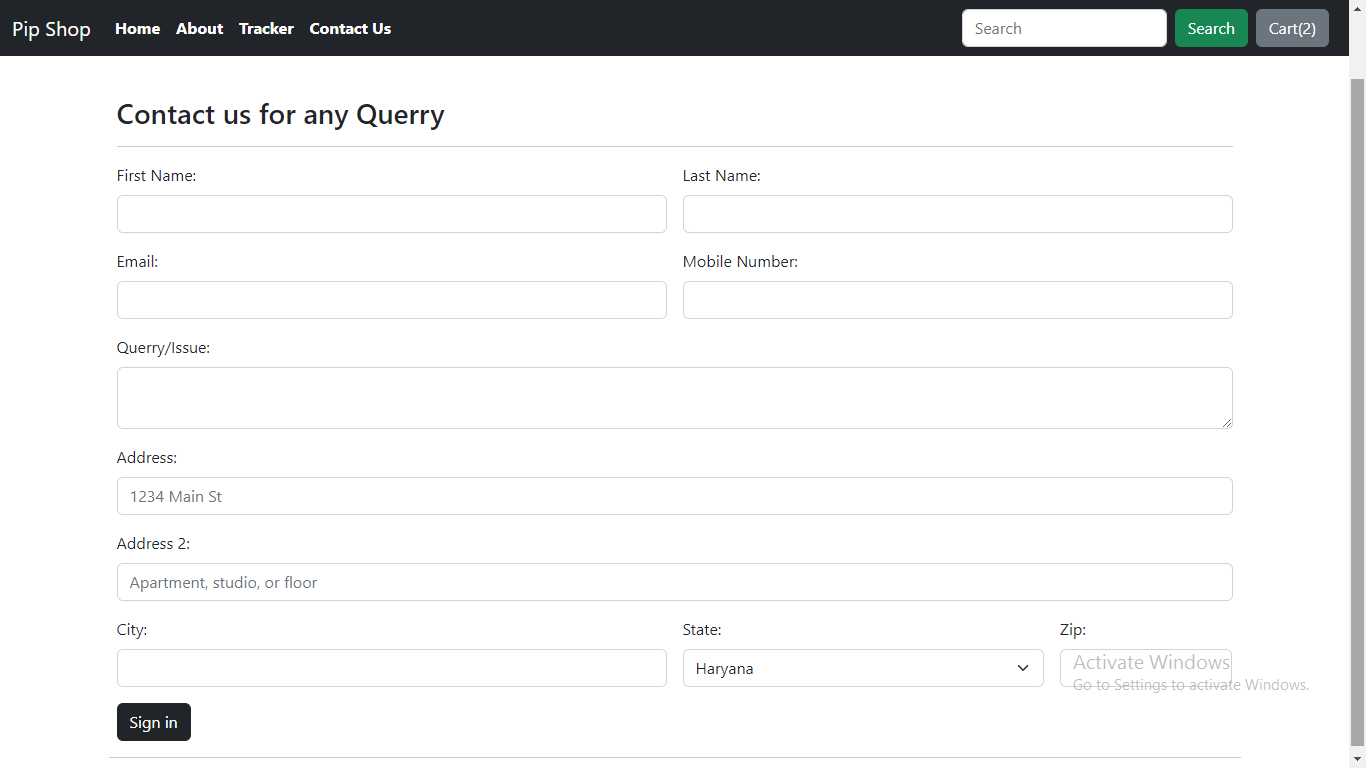 Pip Shop Home About Tracker Contact Us Search Search Cart(2)
Contact us for any Querry
First Name: Last Name:
Email: Mobile Number:
Querry/Issue:
Address:
1234 Main St
Address 2:
Apartment, studio, or floor
City: State: Zip:
Haryana
Activate Windows
Go to Settings to activate Windows.
Sign in